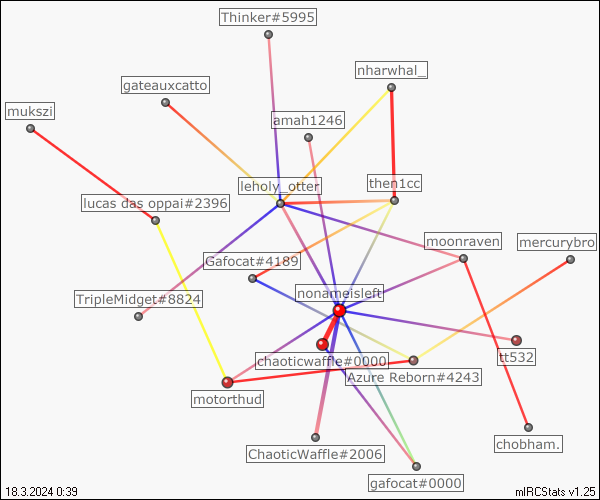 Thinker#5995
nharwhal_
gateauxcatto
mukszi
amah1246
leholy_otter
then1cc
lucas das oppai#2396
moonraven
mercurybro
Gafocat#4189
nonameisleft
TripleMidget#8824
chaoticwaffle#0000
tt532
Azure Reborn#4243
motorthud
chobham.
ChaoticWaffle#2006
gafocat#0000
18.3.2024 0:39
mIRCStats v1.25